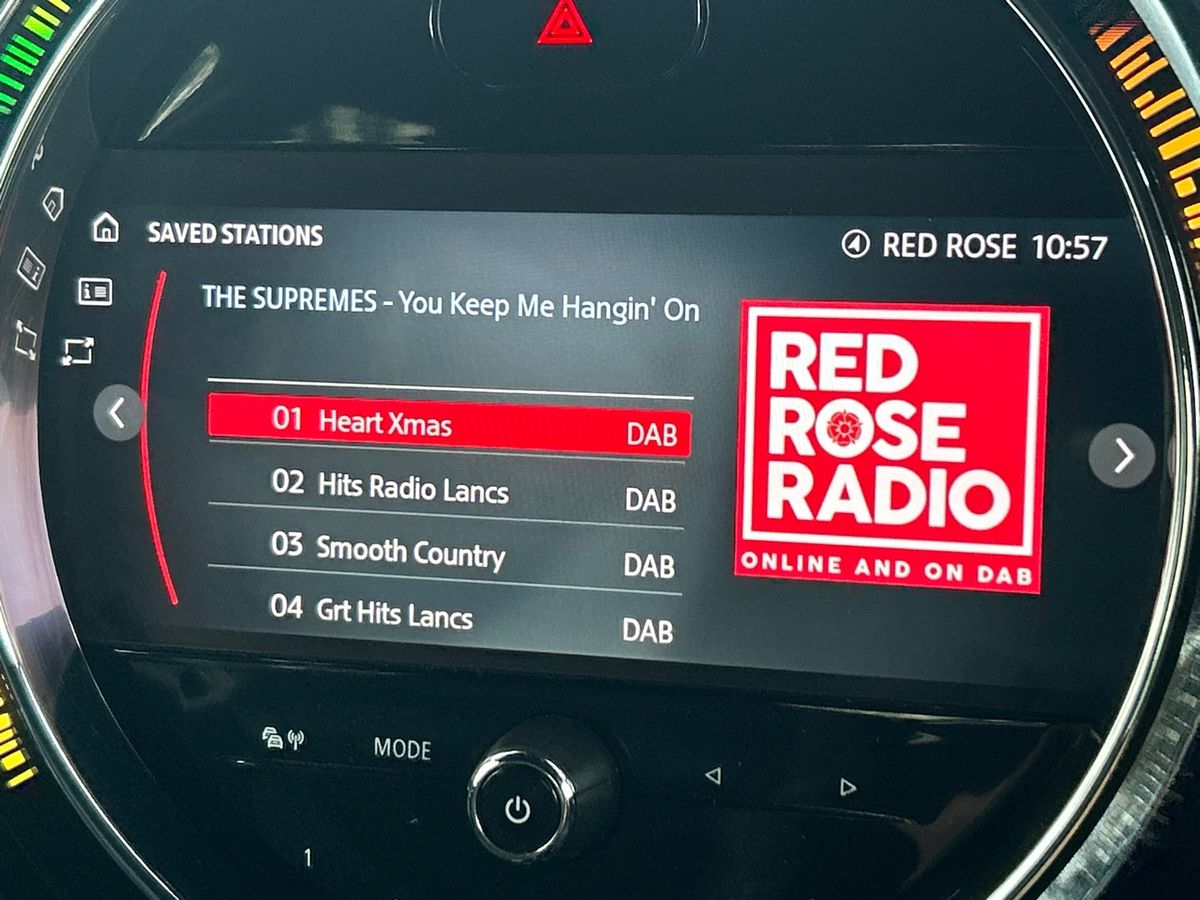 SAVED STATIONS
RED ROSE 10:57
THE SUPREMES - You Keep Me Hangin' On
01 Heart Xmas DAB
02 Hits Radio Lancs DAB
03 Smooth Country DAB
04 Grt Hits Lancs DAB
RED
ROSE
RADIO
ONLINE AND ON DAB
MODE
1